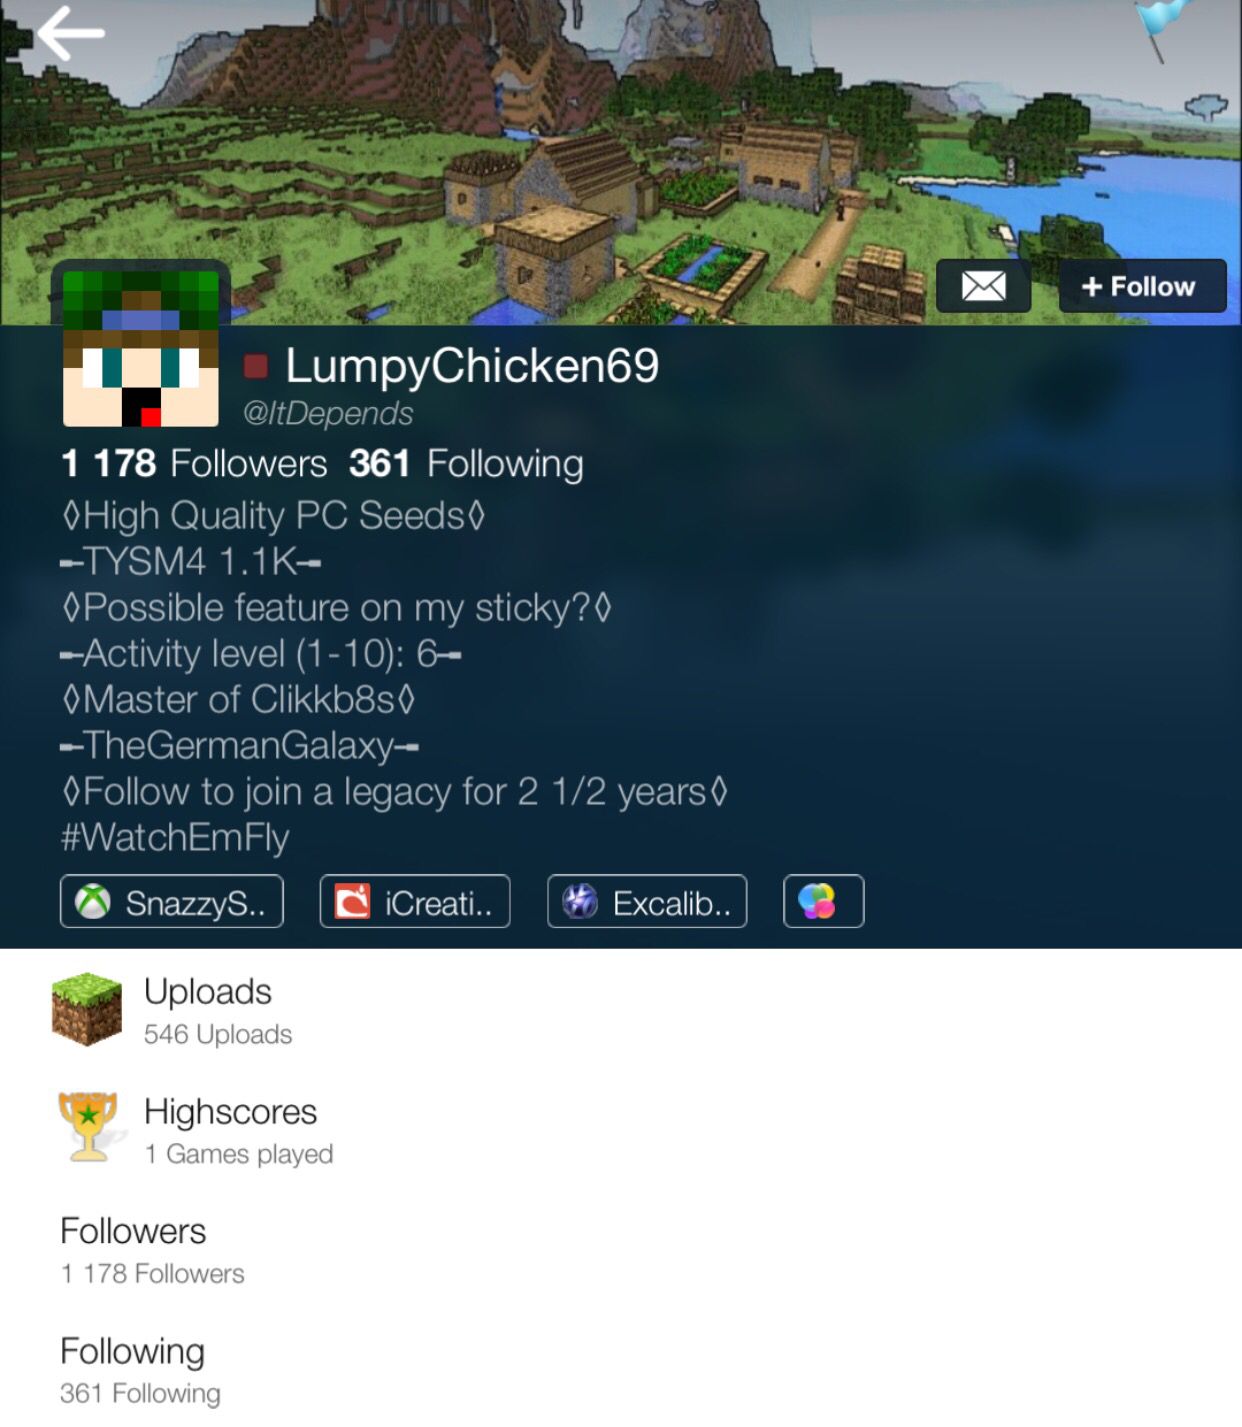 + Follow
LumpyChicken69
@ItDepends
1 178 Followers 361 Following
◊High Quality PC Seeds◊
╾TYSM4 1.1K╼
◊Possible feature on my sticky?◊
╾Activity level (1-10): 6╼
◊Master of Clikkb8s◊
╾TheGermanGalaxy╼
◊Follow to join a legacy for 2 1/2 years◊
#WatchEmFly
SnazzyS.. iCreati.. Excalib..
Uploads
546 Uploads
Highscores
1 Games played
Followers
1 178 Followers
Following
361 Following